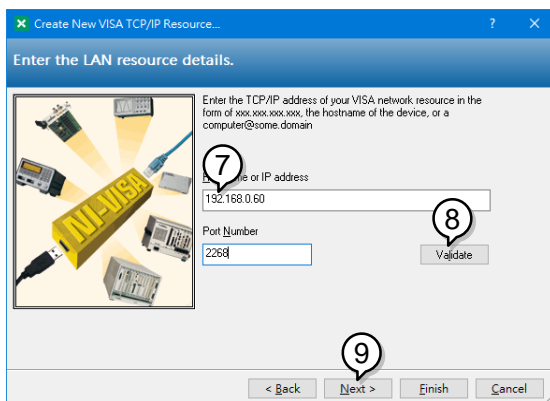 Create New VISA TCP/IP Resource...
?
Enter the LAN resource details.
Enter the TCP/IP address of your VISA network resource in the
form of xxx.xxx.xxx.xxx, the hostname of the device, or a
computer@some.domain
7
or IP address
192.168.0.60
8
Port Number
2268
Validate
NI-VISA
9
< Back
Next >
Finish
Cancel